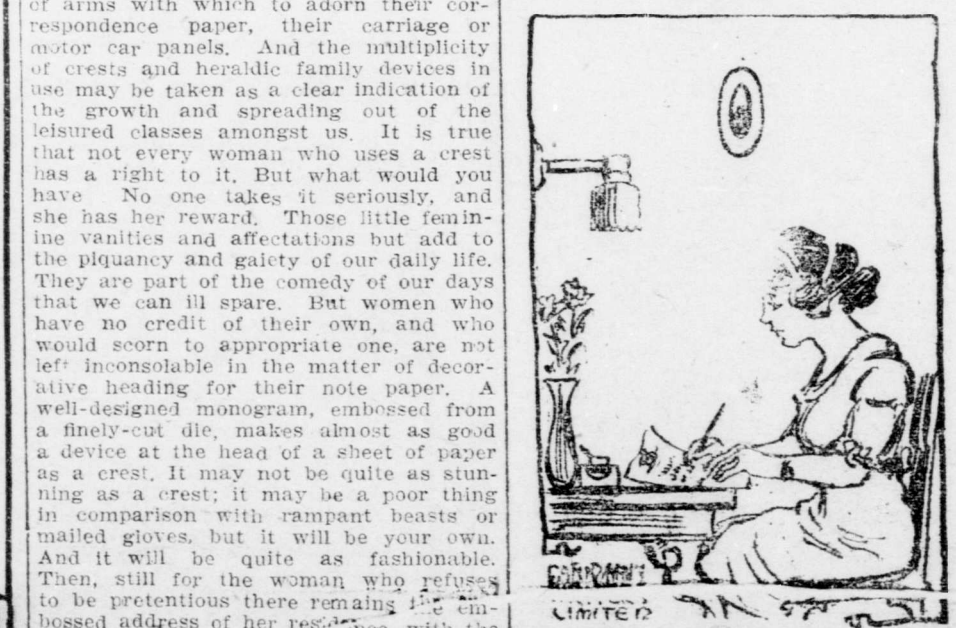 of arms with which to adorn their cor-
respondence paper, their carriage or
motor car panels. And the multiplicity
of crests and heraldic family devices in
use may be taken as a clear indication of
the growth and spreading out of the
leisured classes amongst us. It is true
that not every woman who uses a crest
has a right to it. But what would you
have No one takes it seriously, and
she has her reward. Those little femin-
ine vanities and affectations but add to
the piquancy and gaiety of our daily life.
They are part of the comedy of our days
that we can ill spare. But women who
have no credit of their own, and who
would scorn to appropriate one, are not
left inconsolable in the matter of decor-
ative heading for their note paper. A
well-designed monogram, embossed from
a finely-cut die, makes almost as good
a device at the head of a sheet of paper
as a crest. It may not be quite as stun-
ning as a crest; it may be a poor thing
in comparison with rampant beasts or
mailed gloves, but it will be your own.
And it will be quite as fashionable.
Then, still for the woman who refuses
to be pretentious there remains the em-
bossed address of her with the
LIMITED